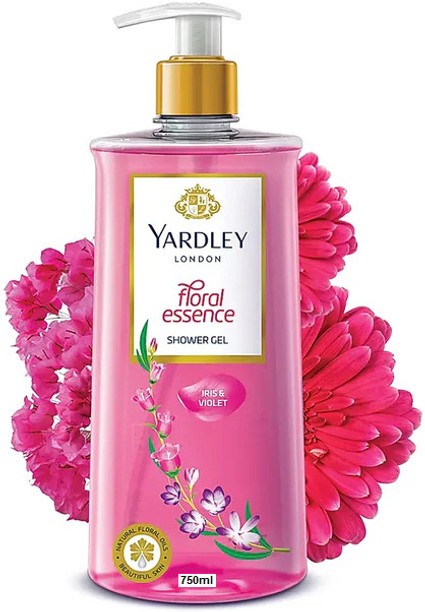 YARDLEY
LONDON
floral
essence
SHOWER GEL
IRIS &
VIOLET
NATURAL FLORAL OILS
BEAUTIFUL SKIN
750ml